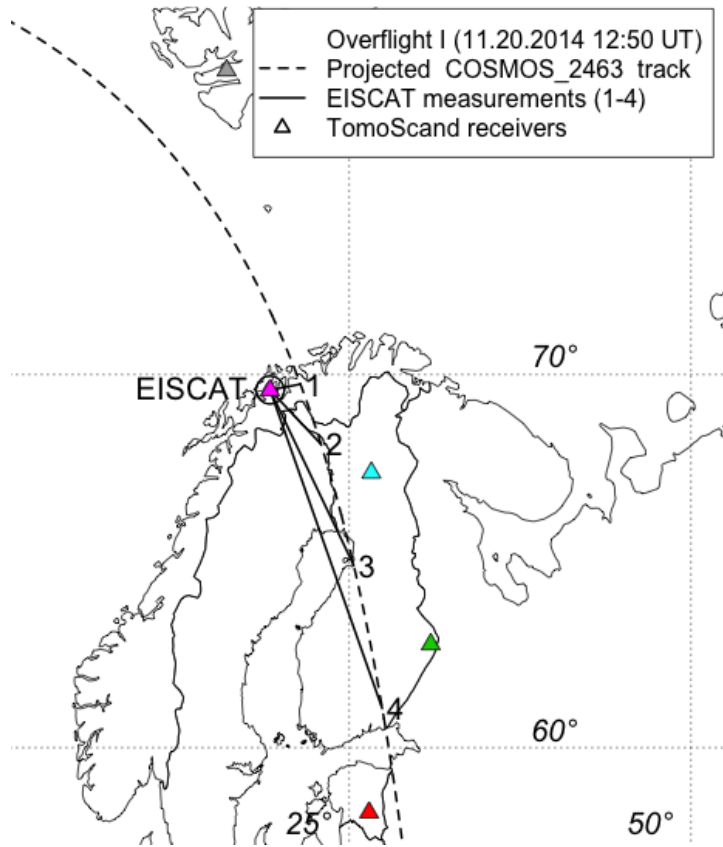 Overflight I (11.20.2014 12:50 UT)
Projected COSMOS_2463 track
EISCAT measurements (1-4)
TomoScand receivers
70°
EISCAT
1
2
3
4
60°
25°
50°